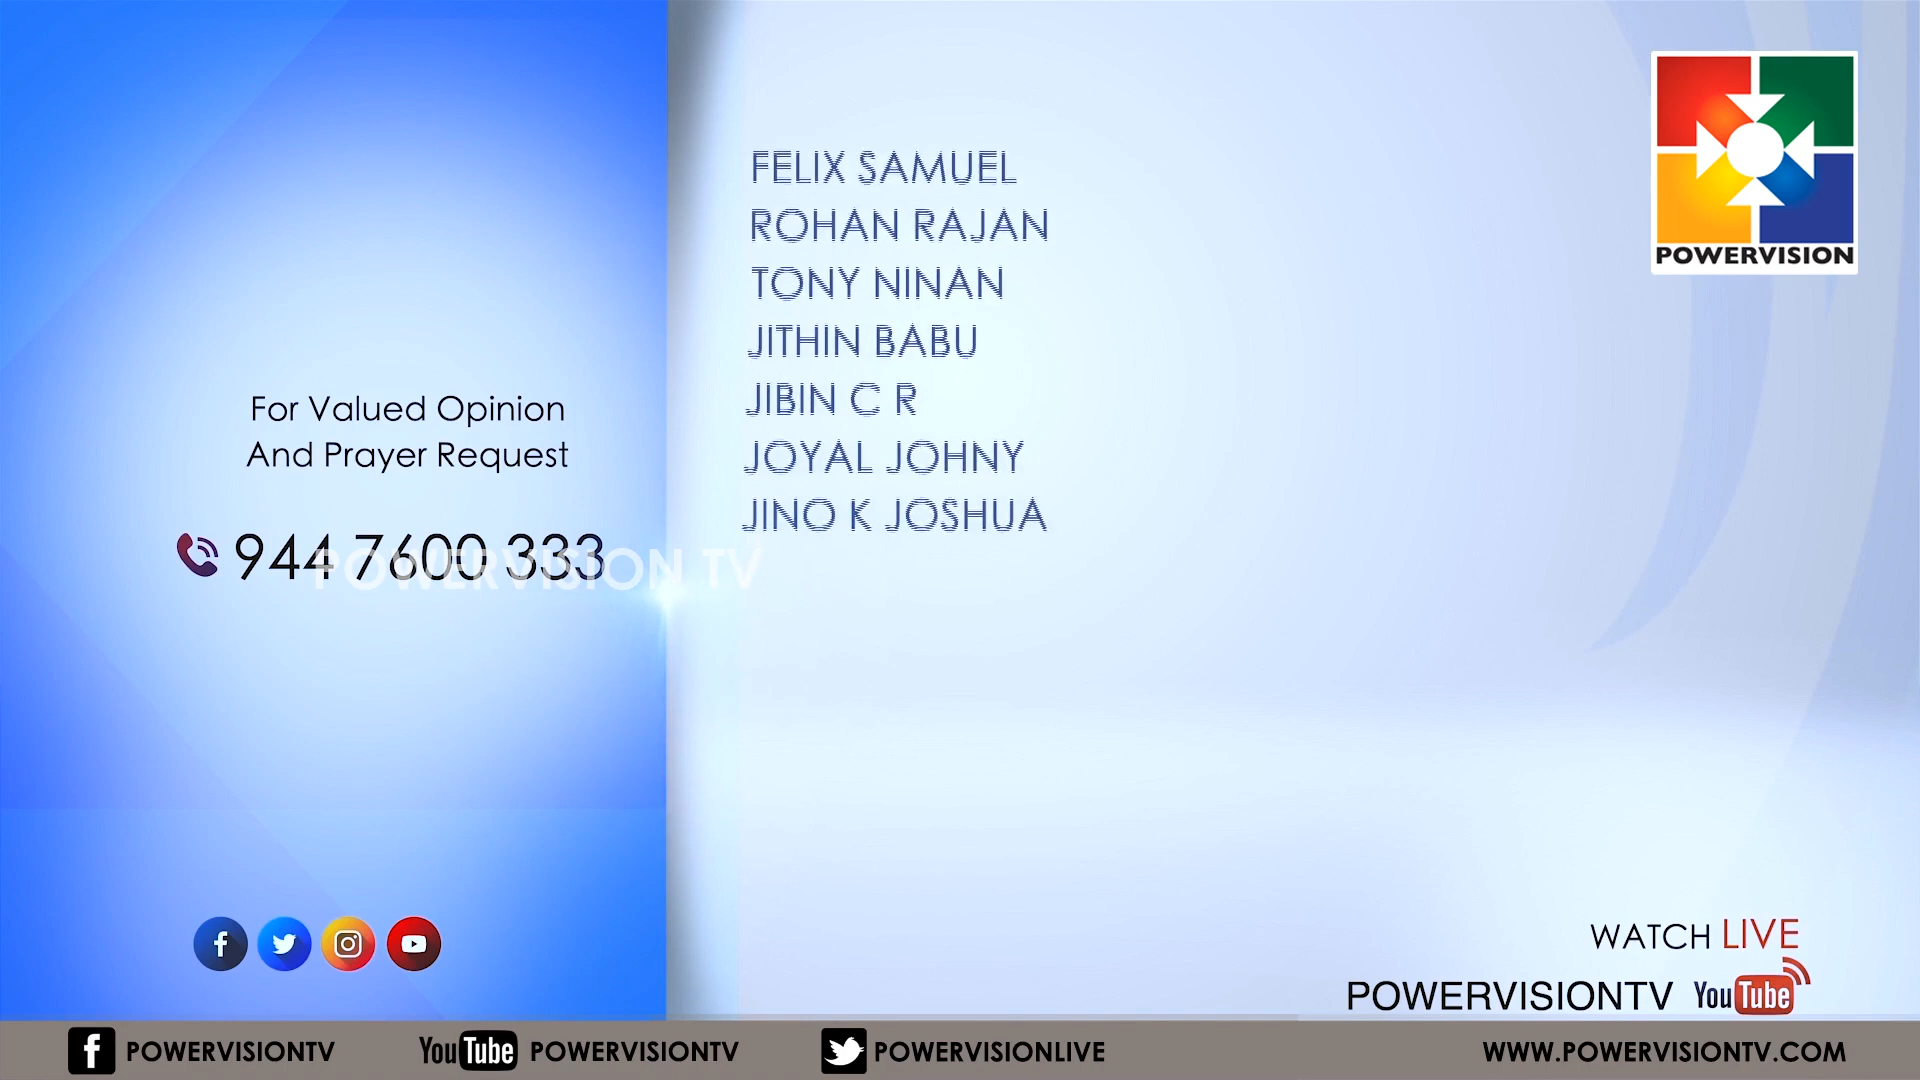 POWERVISION
FELIX SAMUEL
ROHAN RAJAN
TONY NINAN
JITHIN BABU
JIBIN C R
JOYAL JOHNY
JINO K JOSHUA
For Valued Opinion
And Prayer Request
944 7600 333
POWERVISION TV
WATCH LIVE
POWERVISIONTV YouTube
f POWERVISIONTV YouTube POWERVISIONTV POWERVISIONLIVE WWW.POWERVISIONTV.COM